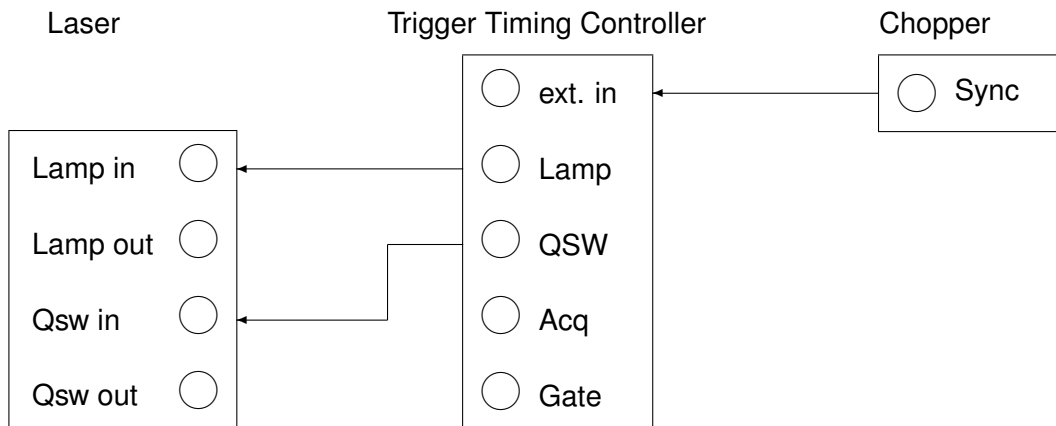 Laser
Trigger Timing Controller
Chopper
ext. in
Sync
Lamp in
Lamp
Lamp out
QSW
Qsw in
Acq
Qsw out
Gate